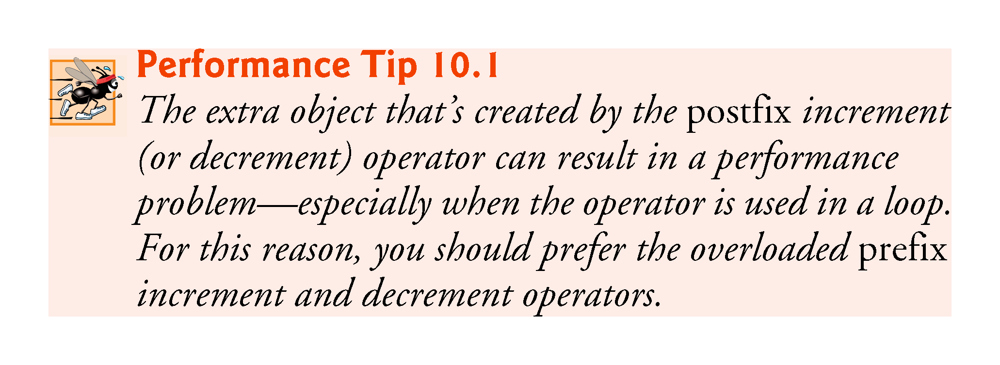 Performance Tip 10.1
The extra object that’s created by the postfix increment
(or decrement) operator can result in a performance
problem—especially when the operator is used in a loop.
For this reason, you should prefer the overloaded prefix
increment and decrement operators.